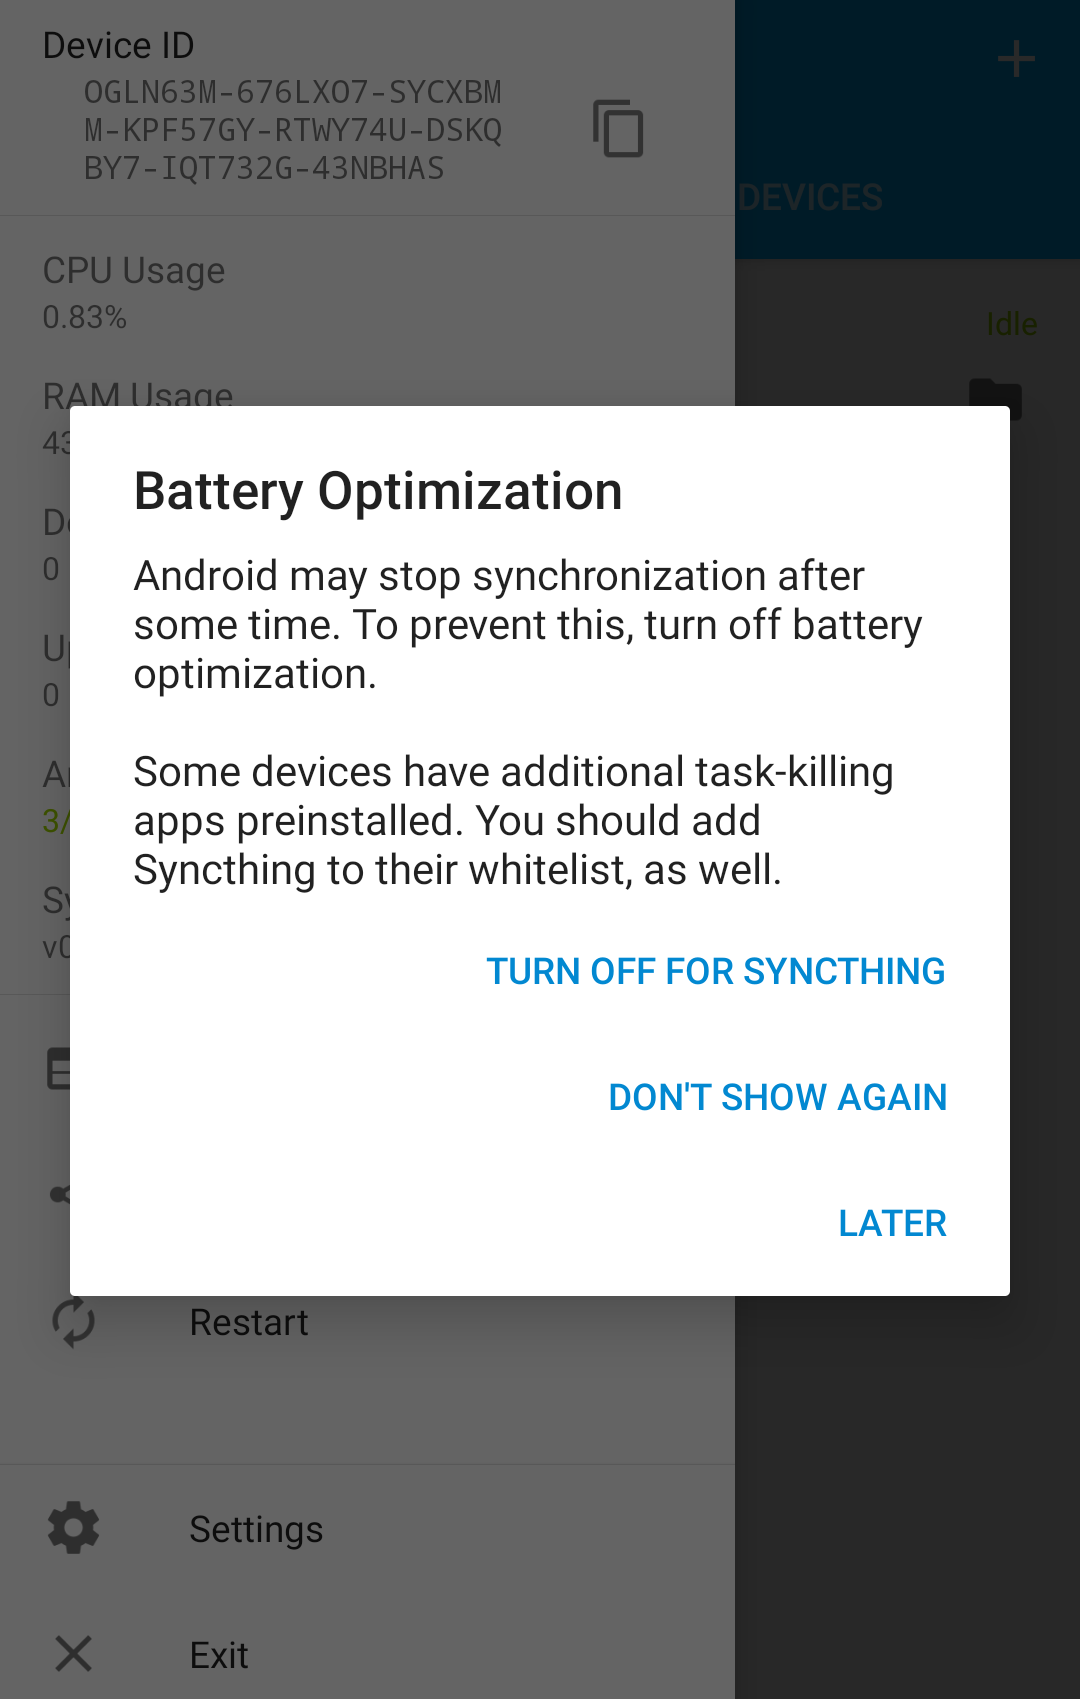 Device ID
OGLN63M-676LXO7-SYCXBM
M-KPF57GY-RTWY74U-DSKQ
BY7-IQT732G-43NBHAS
DEVICES
CPU Usage
0.83%
Idle
RAM Usage
43
0
0
3/
v0
Battery Optimization
Android may stop synchronization after
some time. To prevent this, turn off battery
optimization.
Some devices have additional task-killing
apps preinstalled. You should add
Syncthing to their whitelist, as well.
TURN OFF FOR SYNCTHING
DON'T SHOW AGAIN
LATER
Restart
Settings
Exit